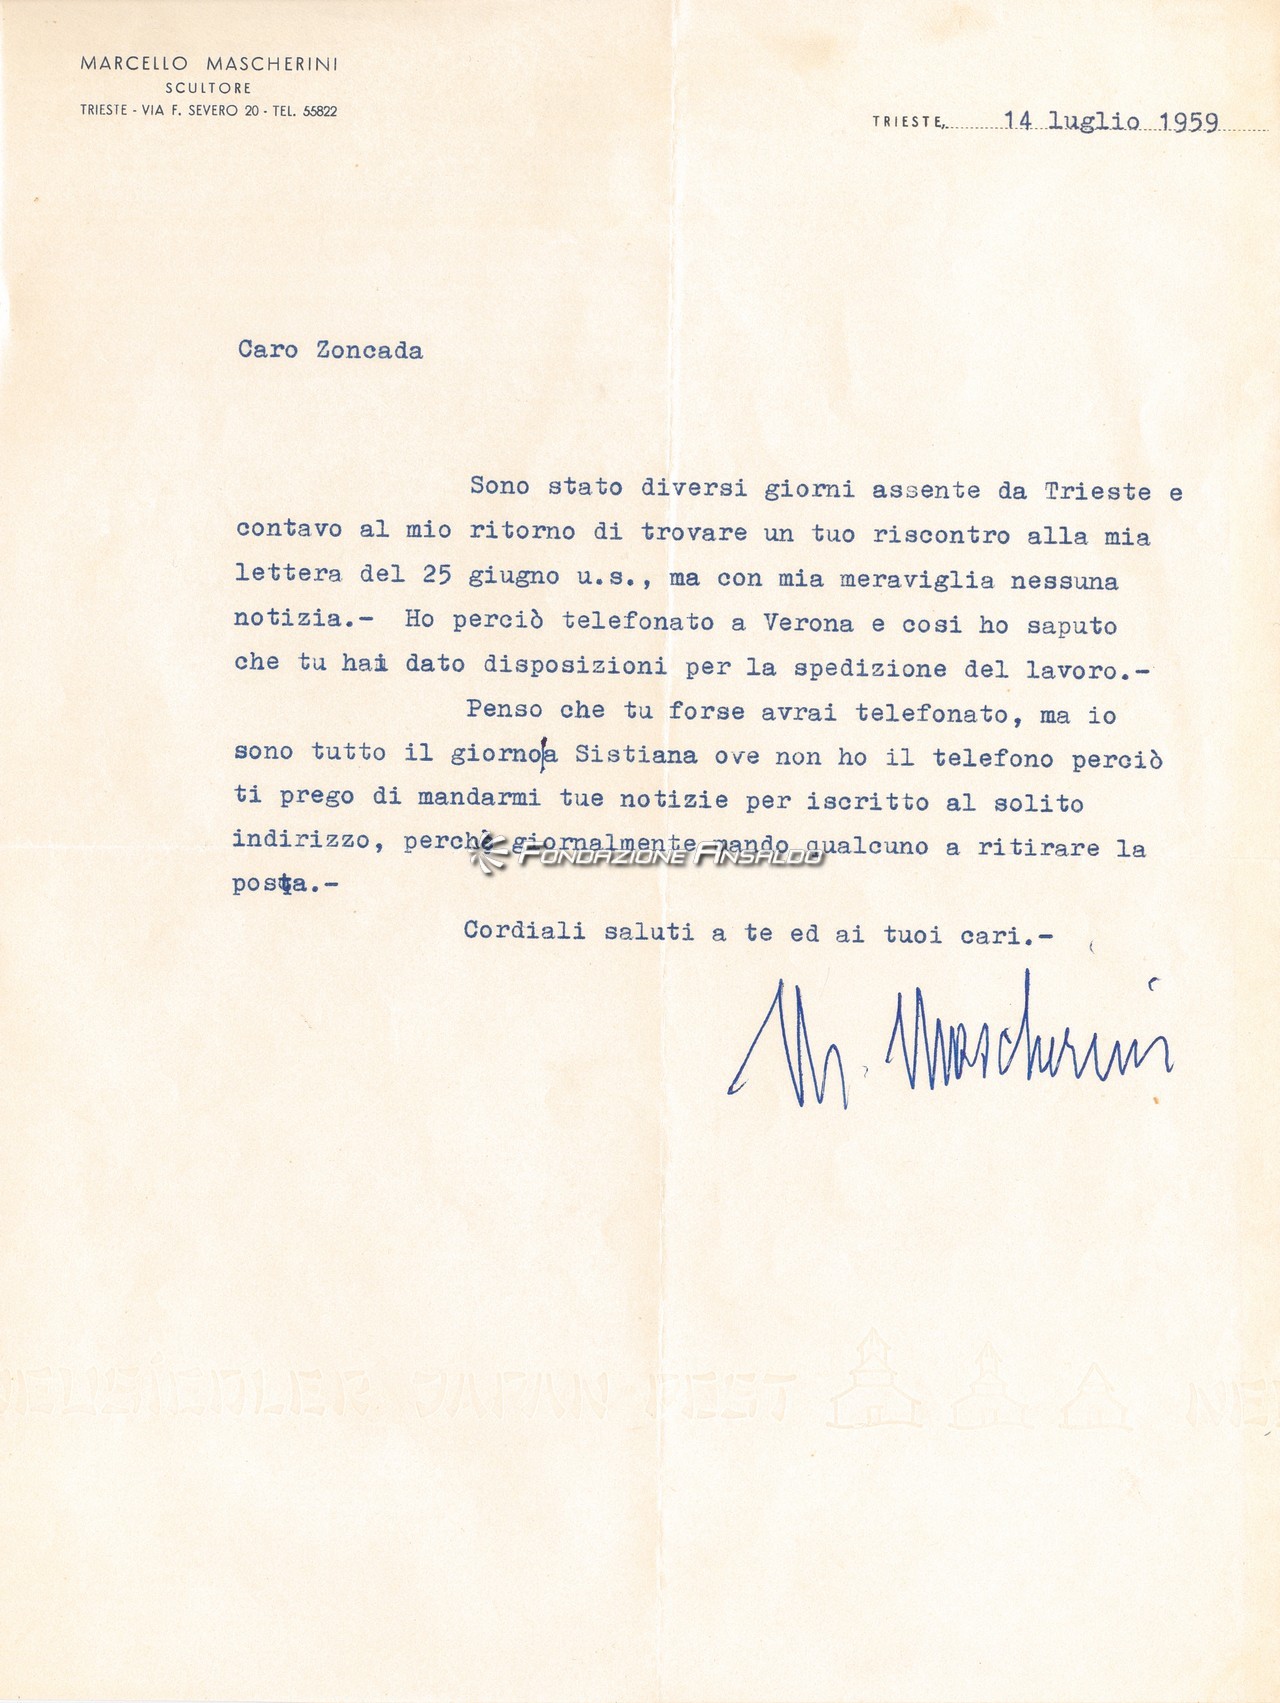 MARCELLO MASCHERINI
SCULTORE
TRIESTE - VIA F. SEVERO 20 - TEL. 55822
TRIESTE, 14 luglio 1959
Caro Zoncada
Sono stato diversi giorni assente da Trieste e
contavo al mio ritorno di trovare un tuo riscontro alla mia
lettera del 25 giugno u.s., ma con mia meraviglia nessuna
notizia.- Ho perciò telefonato a Verona e cosi ho saputo
che tu hai dato disposizioni per la spedizione del lavoro.-
Penso che tu forse avrai telefonato, ma io
sono tutto il giorno/a Sistiana ove non ho il telefono perciò
ti prego di mandarmi tue notizie per iscritto al solito
indirizzo, perchè giornalmente mando qualcuno a ritirare la
posta.-
FONDAZIONE ANSALDO
Cordiali saluti a te ed ai tuoi cari.-
M. Mascherini
NEUSIEDLER JAPAN POST NE